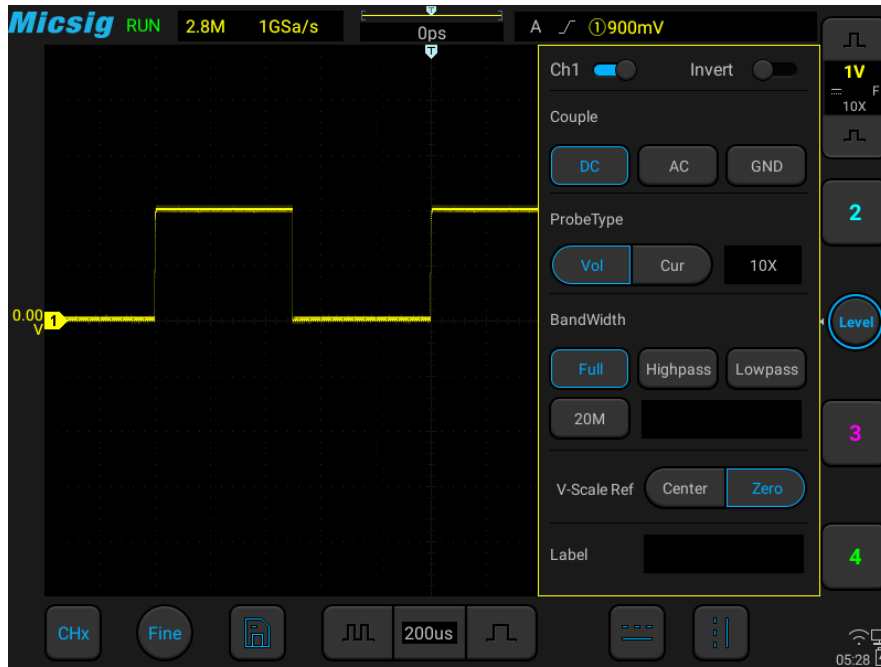 Micsig RUN 2.8M 1GSa/s 0ps A ①900mV
T
T
Ch1 Invert
1V
F
10X
Couple
DC AC GND
2
ProbeType
Vol Cur 10X
0.00
V
1
BandWidth
Level
Full Highpass Lowpass
20M
3
V-Scale Ref Center Zero
Label
4
CHx Fine 200us
05:28